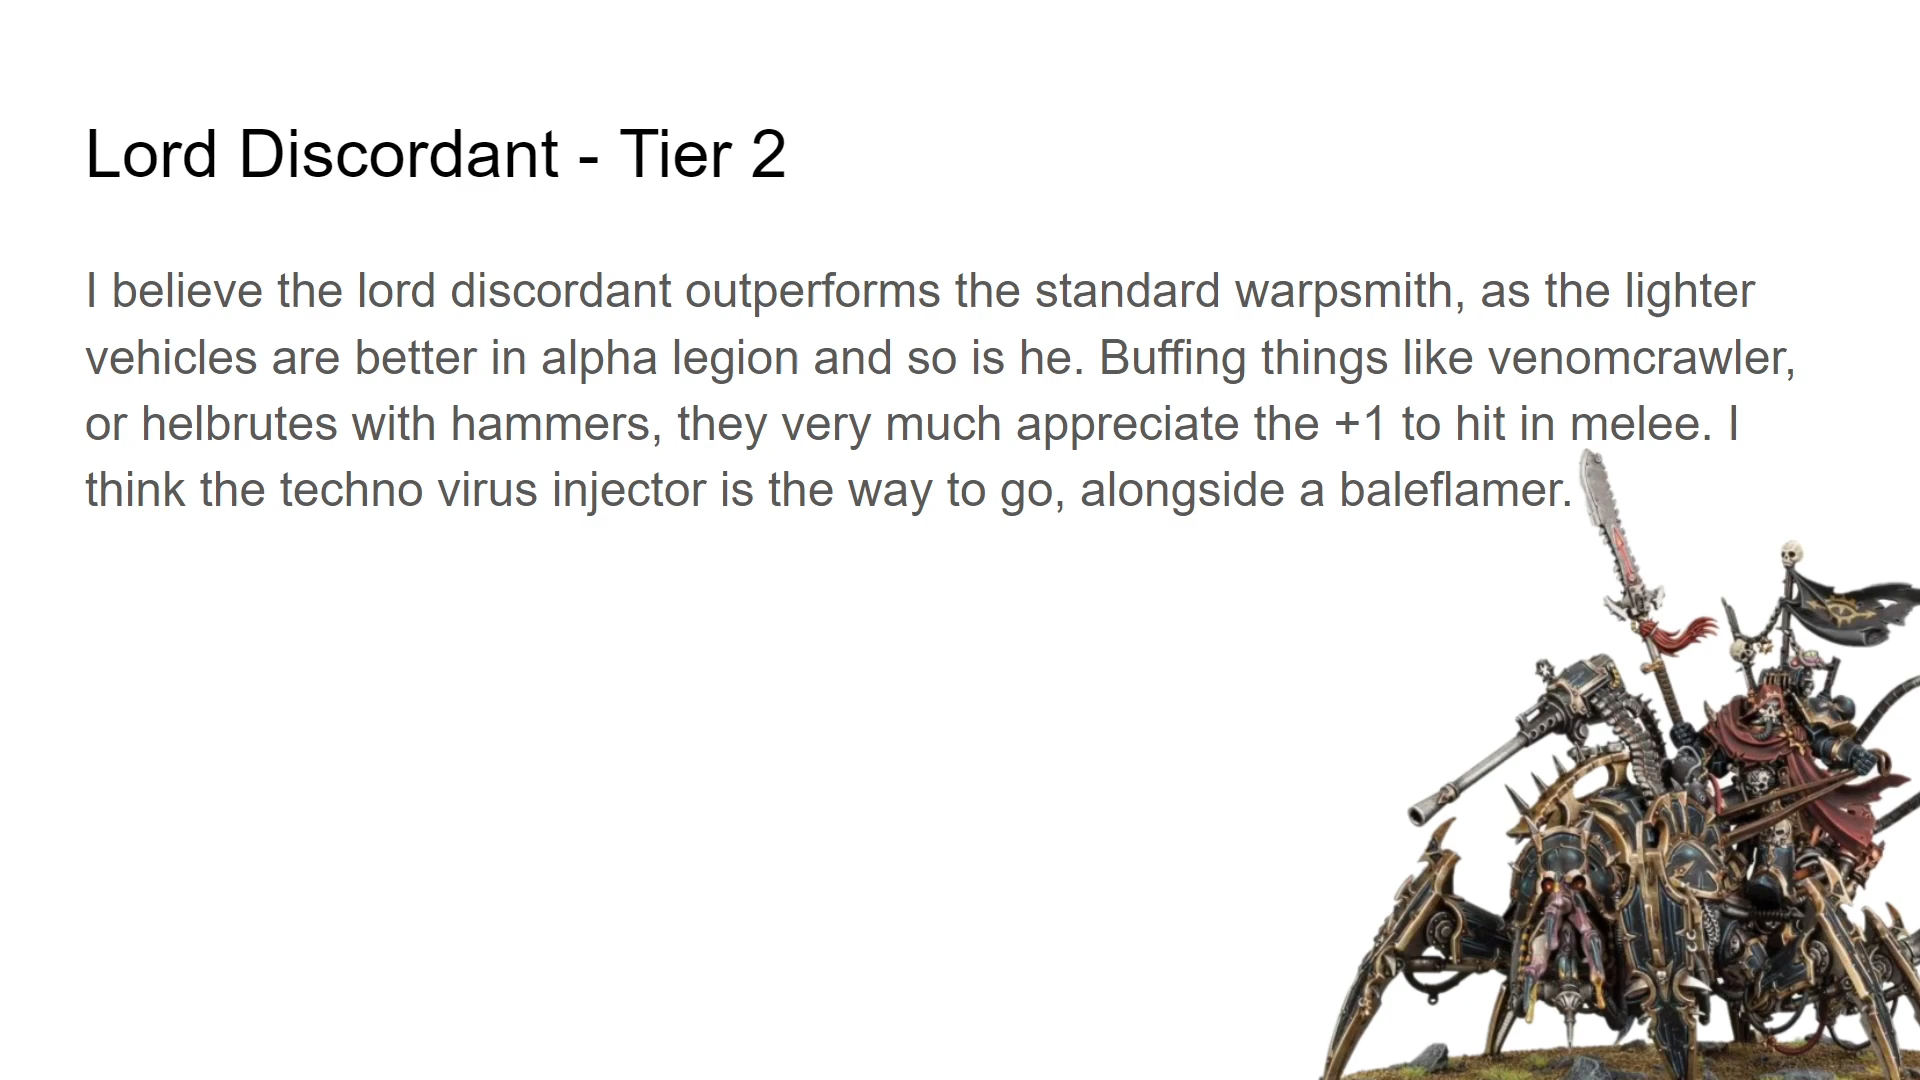 Lord Discordant - Tier 2
I believe the lord discordant outperforms the standard warpsmith, as the lighter
vehicles are better in alpha legion and so is he. Buffing things like venomcrawler,
or helbrutes with hammers, they very much appreciate the +1 to hit in melee. I
think the techno virus injector is the way to go, alongside a baleflamer.